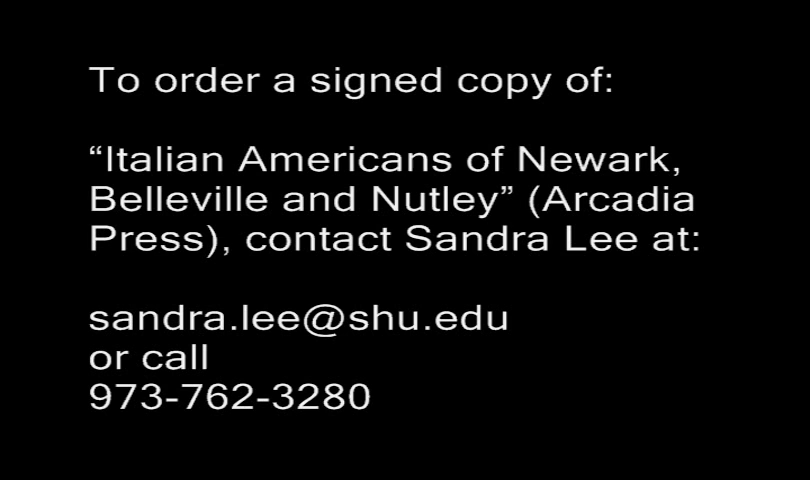 To order a signed copy of:
“Italian Americans of Newark,
Belleville and Nutley” (Arcadia
Press), contact Sandra Lee at:
sandra.lee@shu.edu
or call
973-762-3280